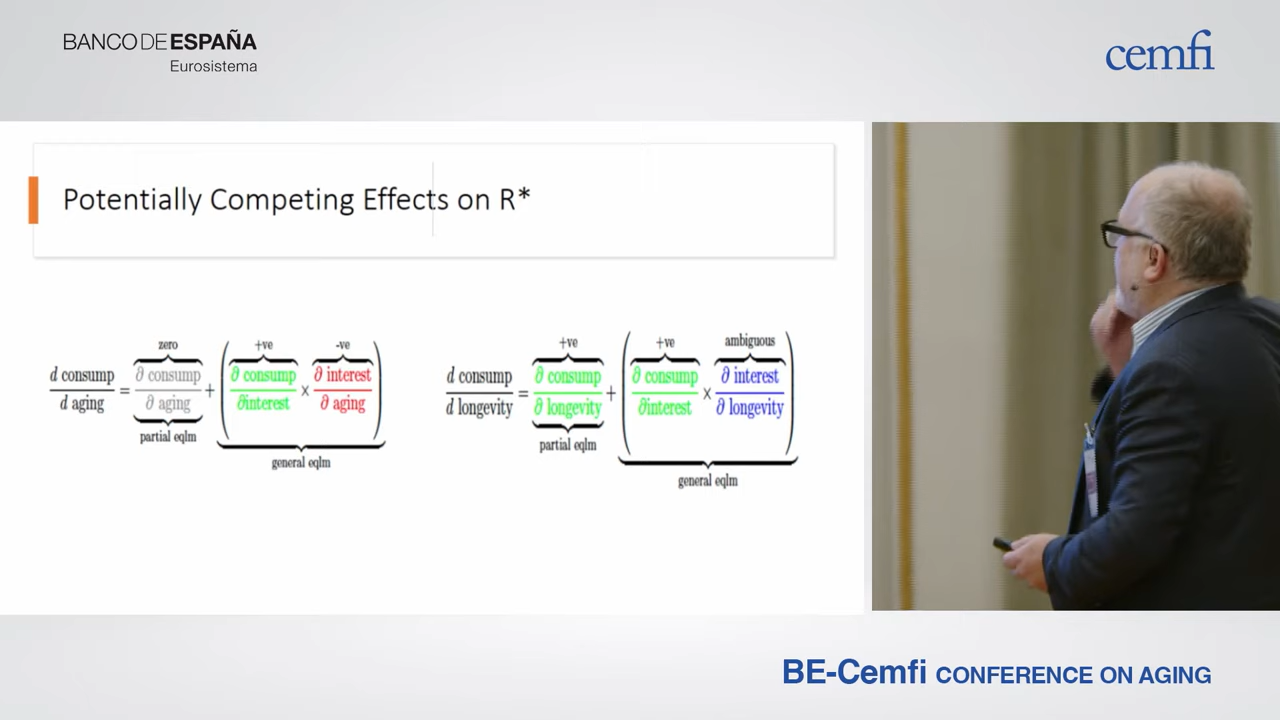 BANCO DE ESPAÑA
Eurosistema
cemfi
Potentially Competing Effects on R*
zero
+ve
-ve
d consump
d aging
=
∂ consump
∂ aging
+
∂ consump
∂interest
×
∂ interest
∂ aging
partial eqlm
general eqlm
+ve
+ve
ambiguous
d consump
d longevity
=
∂ consump
∂ longevity
+
∂ consump
∂interest
×
∂ interest
∂ longevity
partial eqlm
general eqlm
BE-Cemfi CONFERENCE ON AGING